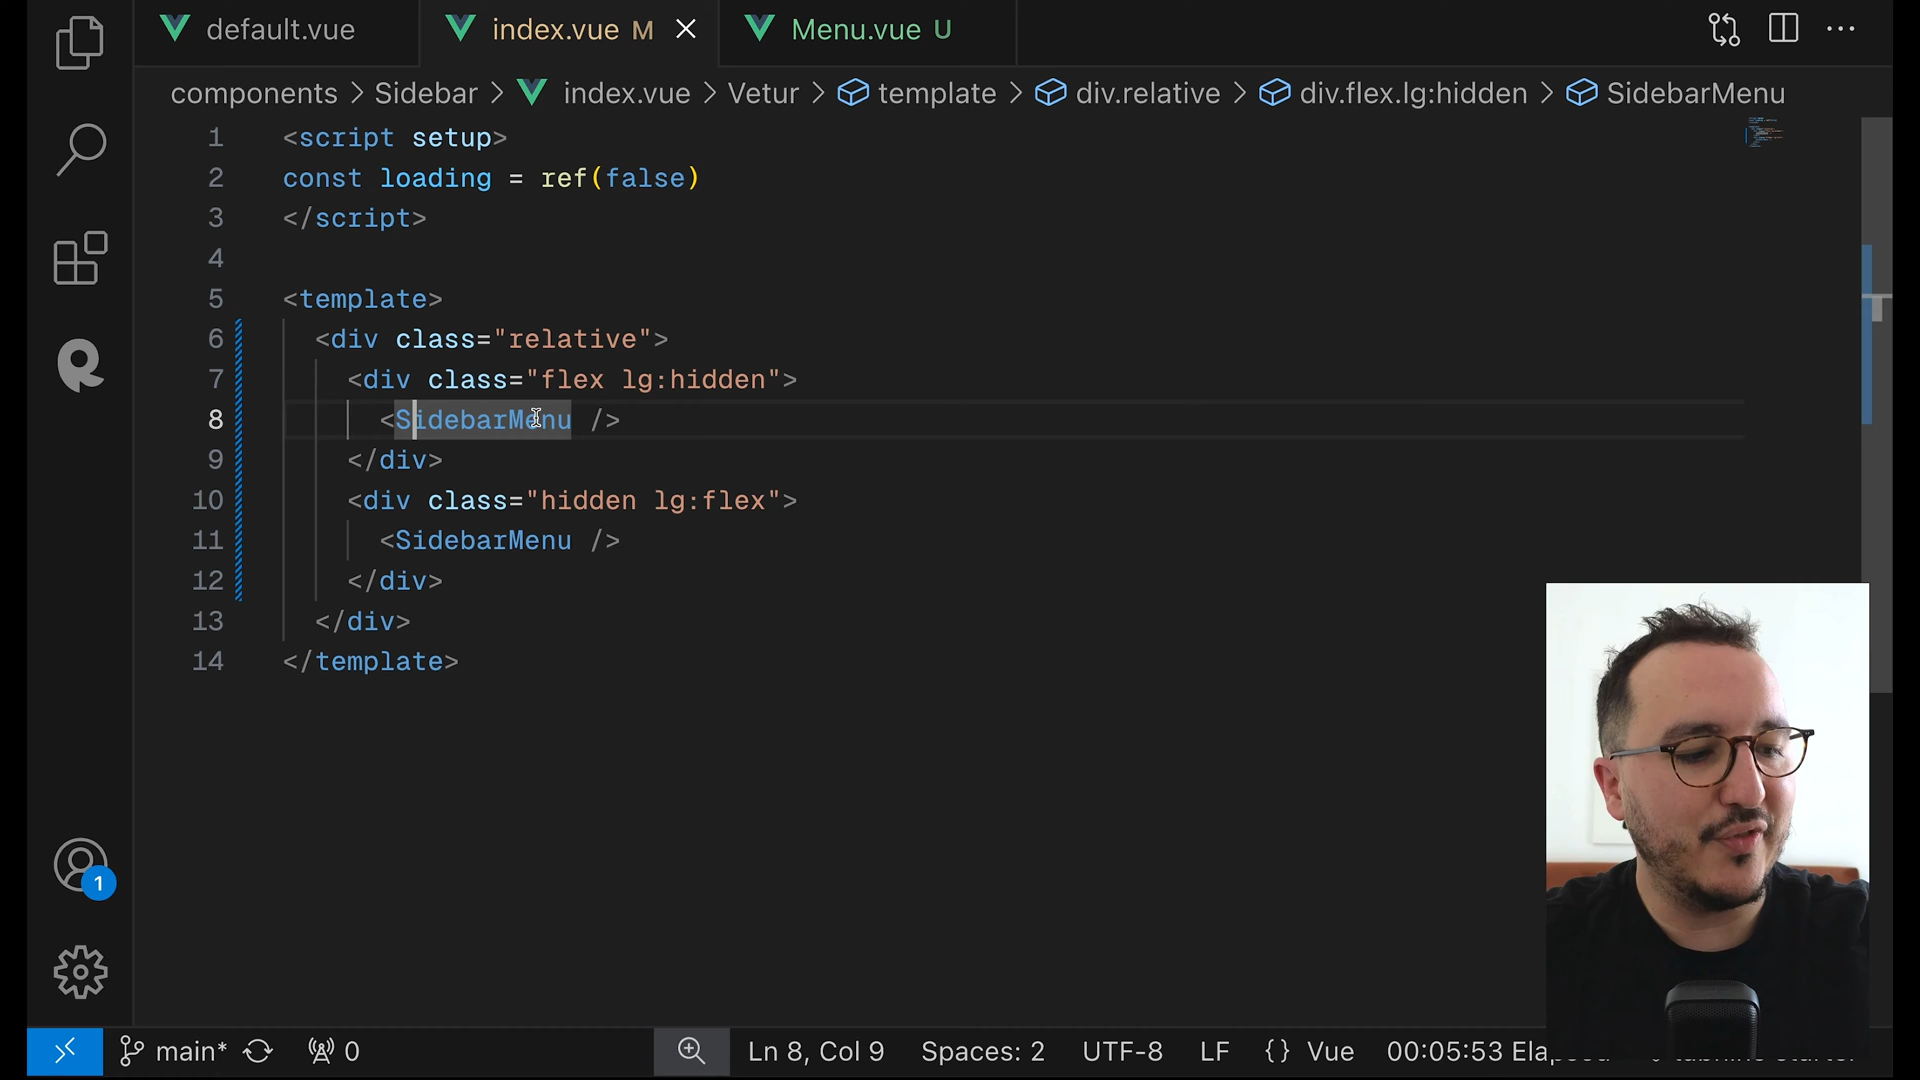 default.vue
index.vue M
Menu.vue U
components > Sidebar > index.vue > Vetur > template > div.relative > div.flex.lg:hidden > SidebarMenu
1 <script setup>
2 const loading = ref(false)
3 </script>
4
5 <template>
6 <div class="relative">
7 <div class="flex lg:hidden">
8 <SidebarMenu />
9 </div>
10 <div class="hidden lg:flex">
11 <SidebarMenu />
12 </div>
13 </div>
14 </template>
1
main* 0 Ln 8, Col 9 Spaces: 2 UTF-8 LF {} Vue 00:05:53